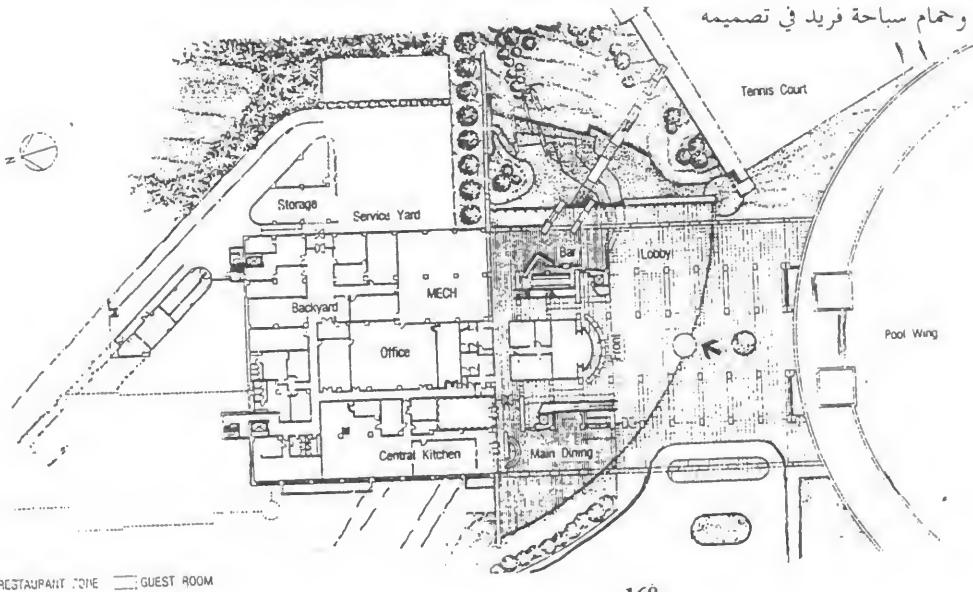 وحمام سباحة فريد في تصميمه
Tennis Court
N
Storage
Service Yard
Bar
Lobby
MECH
Backyard
Pool Wing
Office
Front
Central Kitchen
Main Dining
RESTAURANT ZONE GUEST ROOM
168